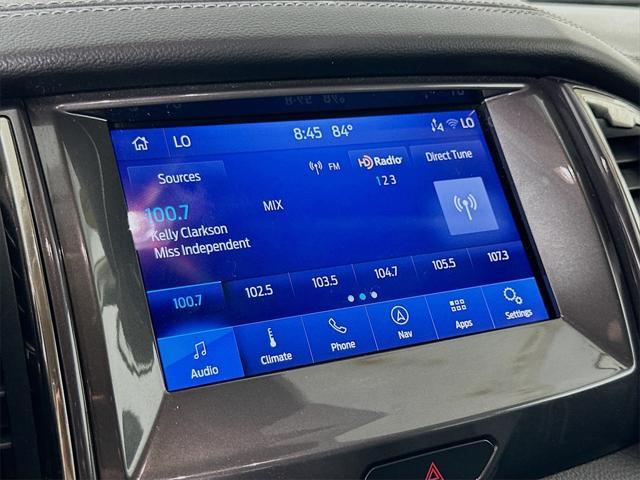 LO 8:45 84° LO
Sources FM HD Radio Direct Tune
1 2 3
100.7 MIX
Kelly Clarkson
Miss Independent
100.7 102.5 103.5 104.7 105.5 107.3
Audio Climate Phone Nav Apps Settings